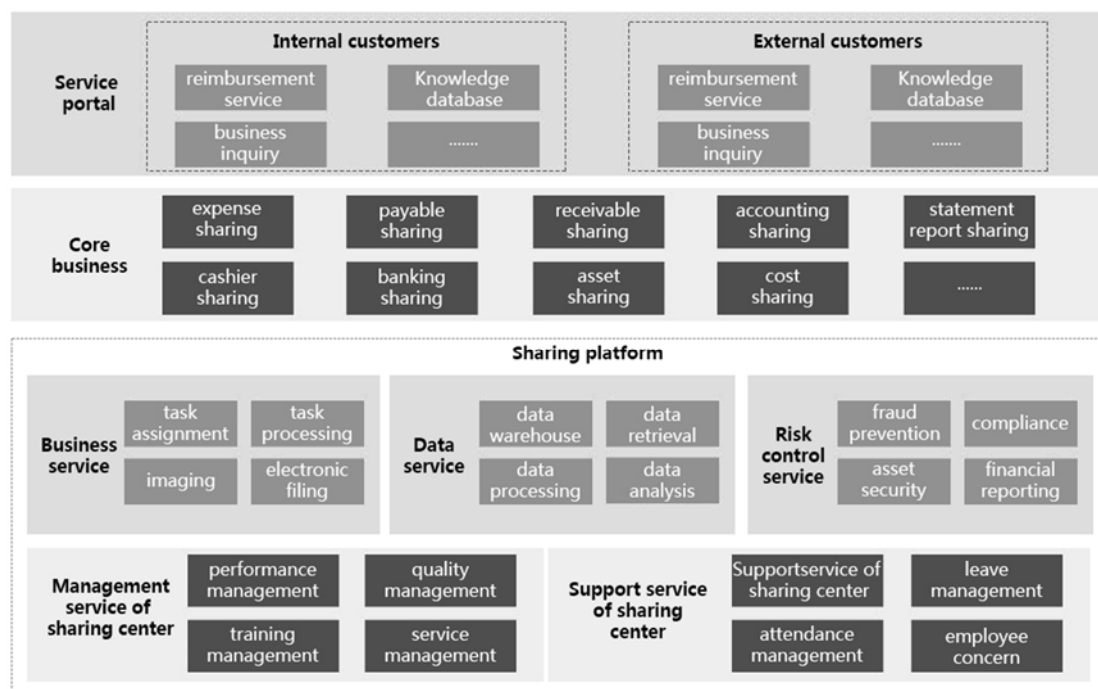 Internal customers
External customers
Service
portal
reimbursement
service
Knowledge
database
business
inquiry
.......
reimbursement
service
Knowledge
database
business
inquiry
.......
Core
business
expense
sharing
payable
sharing
receivable
sharing
accounting
sharing
statement
report sharing
cashier
sharing
banking
sharing
asset
sharing
cost
sharing
......
Sharing platform
Business
service
task
assignment
task
processing
imaging
electronic
filing
Data
service
data
warehouse
data
retrieval
data
processing
data
analysis
Risk
control
service
fraud
prevention
compliance
asset
security
financial
reporting
Management
service of
sharing center
performance
management
quality
management
training
management
service
management
Support service
of sharing
center
Supportservice of
sharing center
leave
management
attendance
management
employee
concern